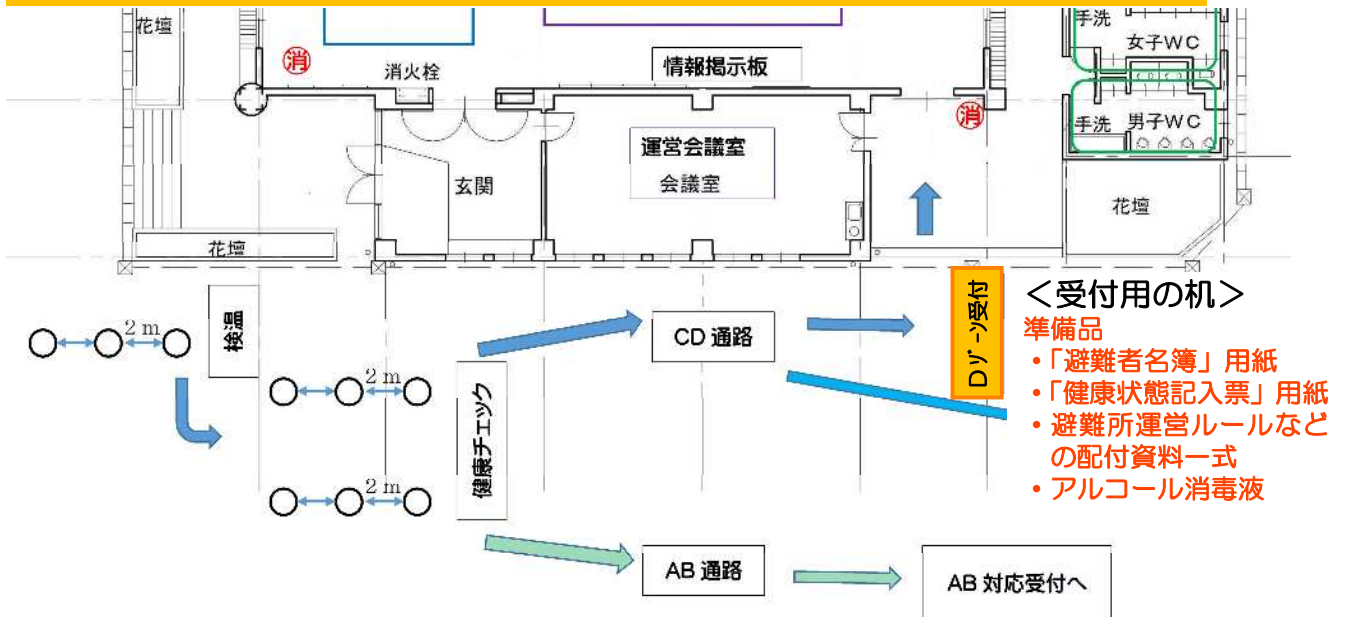 花壇
消
消火栓
情報掲示板
手洗
女子WC
消
手洗
男子WC
運営会議室
会議室
玄関
花壇
花壇
検温
2 m
2 m
2 m
健康チェック
CD 通路
Dゾーン受付
＜受付用の机＞
準備品
・「避難者名簿」用紙
・「健康状態記入票」用紙
・避難所運営ルールなど
の配付資料一式
・アルコール消毒液
AB 通路
AB 対応受付へ